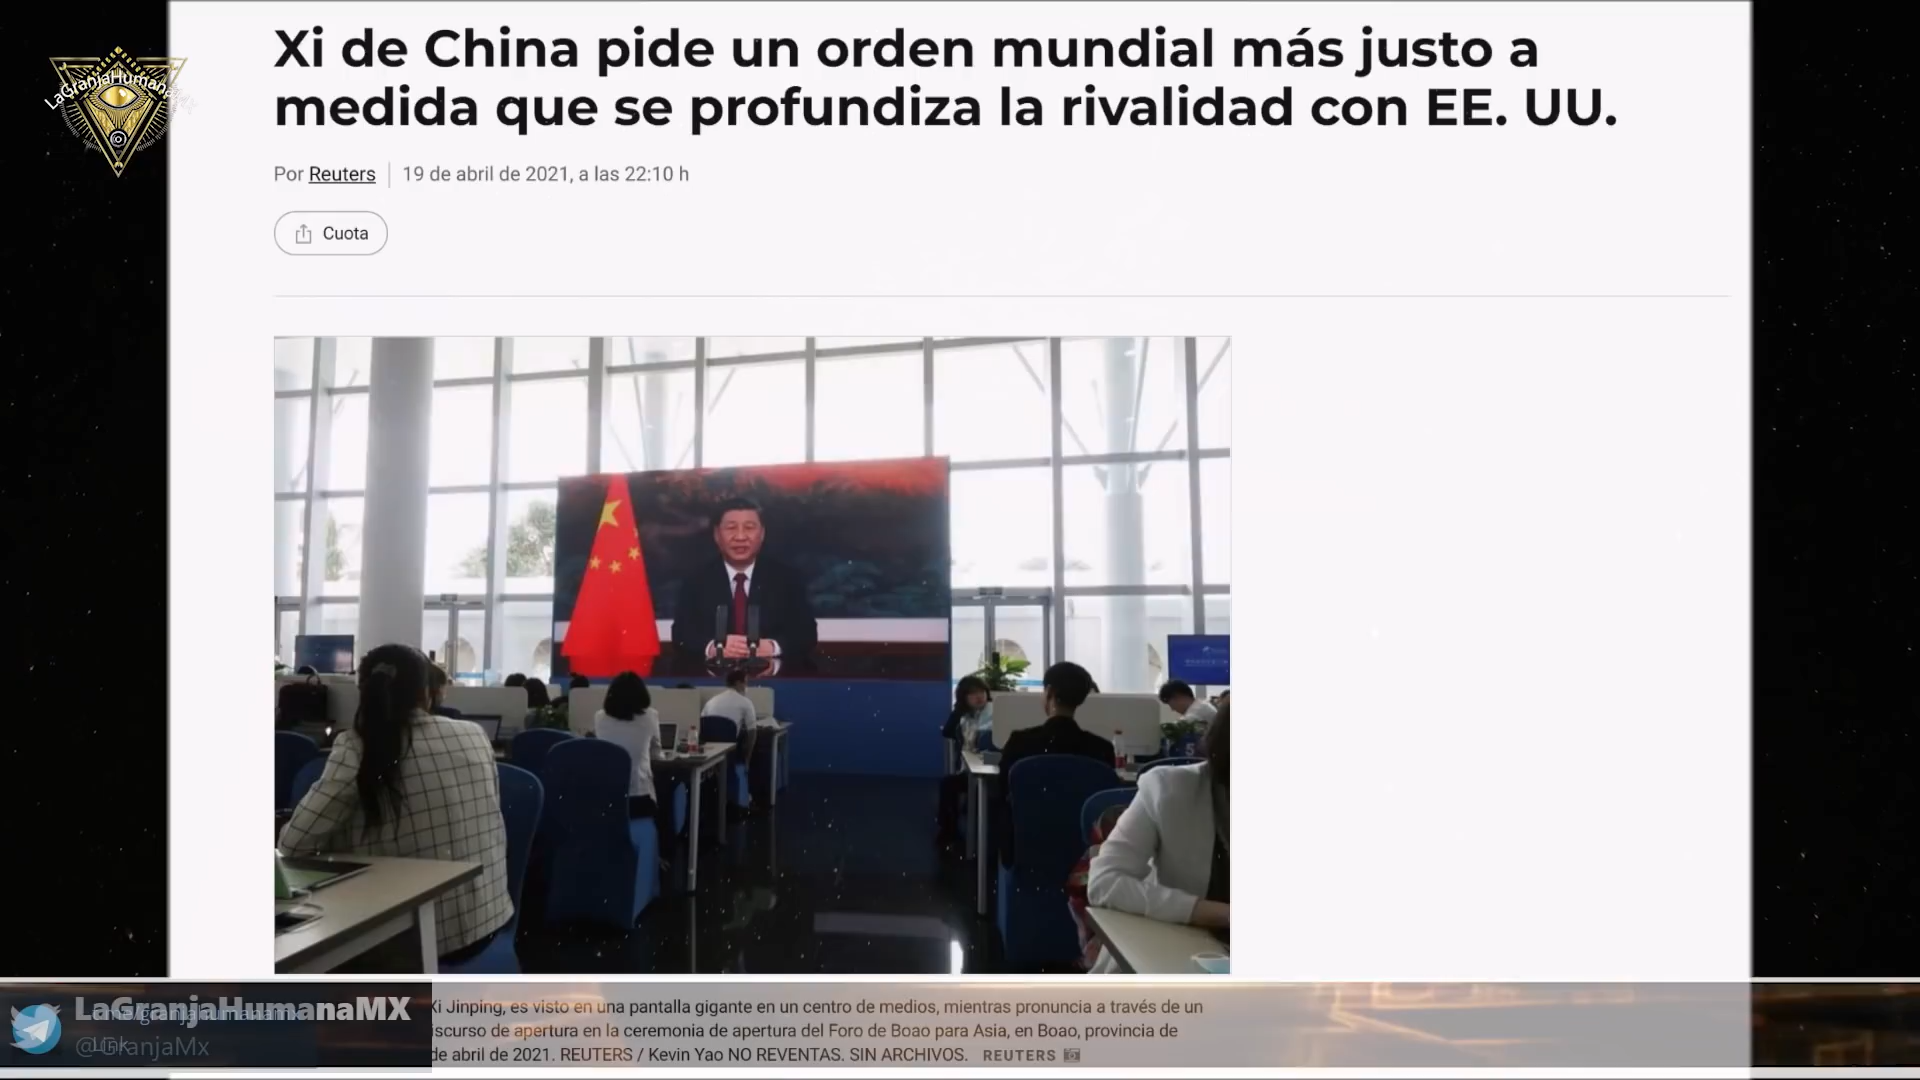 Xi de China pide un orden mundial más justo a
medida que se profundiza la rivalidad con EE. UU.
LaGranjaHumanaMX
Por Reuters | 19 de abril de 2021, a las 22:10 h
Cuota
Xi Jinping, es visto en una pantalla gigante en un centro de medios, mientras pronuncia a través de un
iscurso de apertura en la ceremonia de apertura del Foro de Boao para Asia, en Boao, provincia de
de abril de 2021. REUTERS / Kevin Yao NO REVENTAS. SIN ARCHIVOS. REUTERS
LaGranjaHumanaMX
@GranjaMx
Link